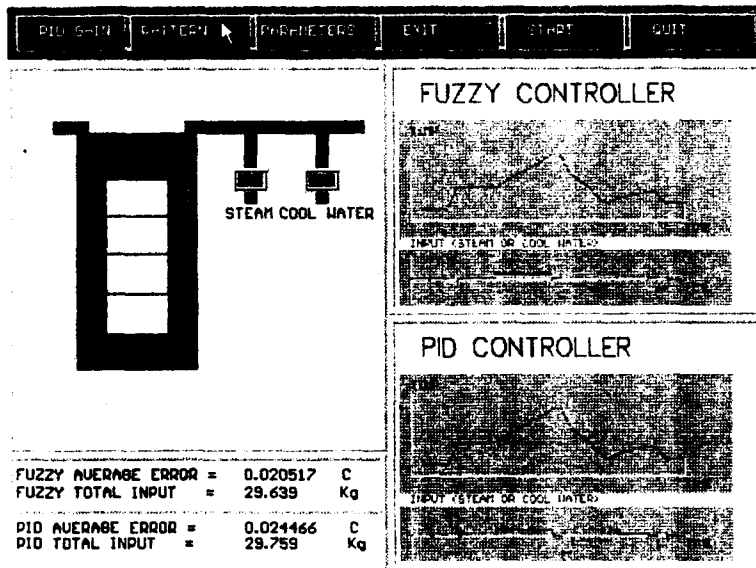 PID GAIN PATTERN PARAMETERS EXIT START QUIT
FUZZY CONTROLLER
STEAM COOL WATER
INPUT (STEAM OR COOL WATER)
PID CONTROLLER
INPUT (STEAM OR COOL WATER)
FUZZY AVERAGE ERROR = 0.020517 C
FUZZY TOTAL INPUT = 29.639 Kg
PID AVERAGE ERROR = 0.024466 C
PID TOTAL INPUT = 29.759 Kg